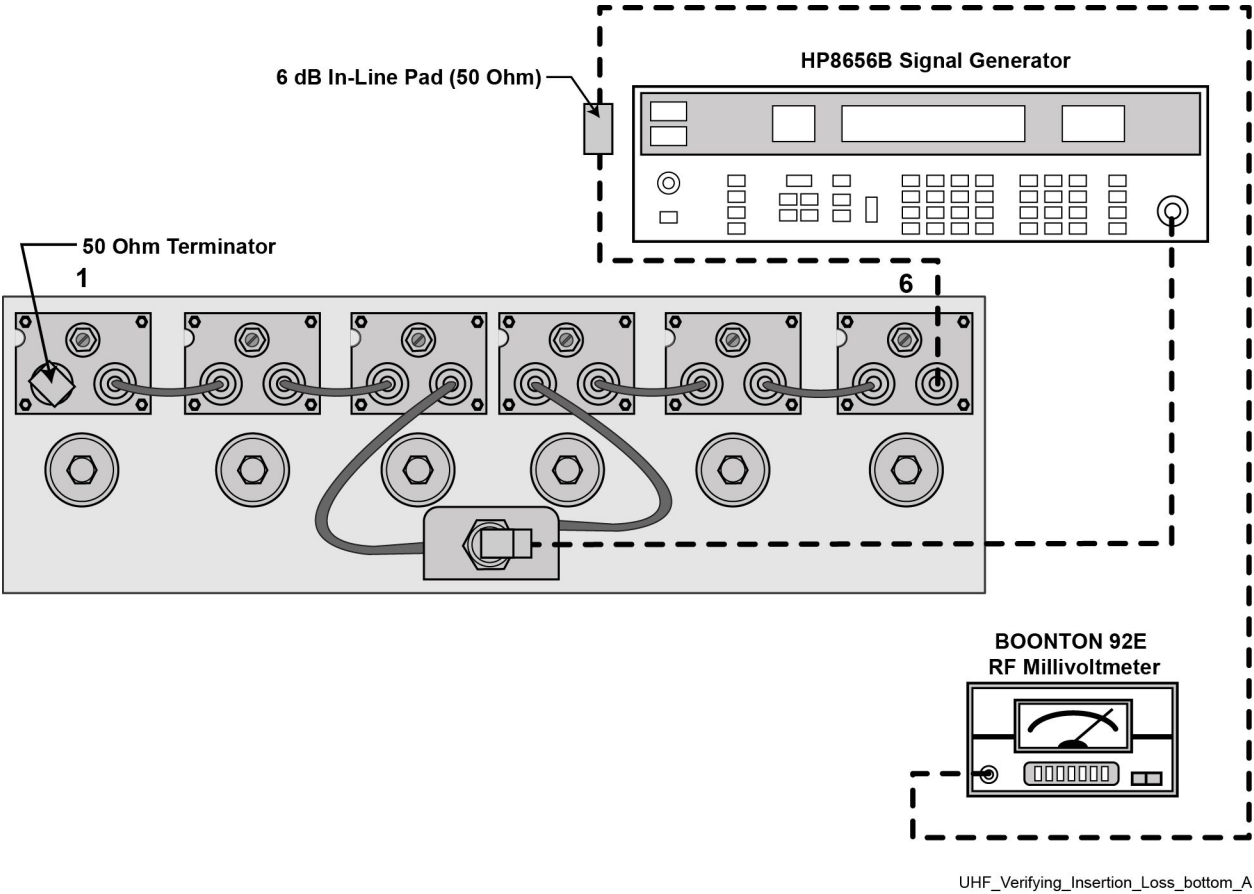 HP8656B Signal Generator
6 dB In-Line Pad (50 Ohm)
50 Ohm Terminator
1
6
BOONTON 92E
RF Millivoltmeter
UHF_Verifying_Insertion_Loss_bottom_A